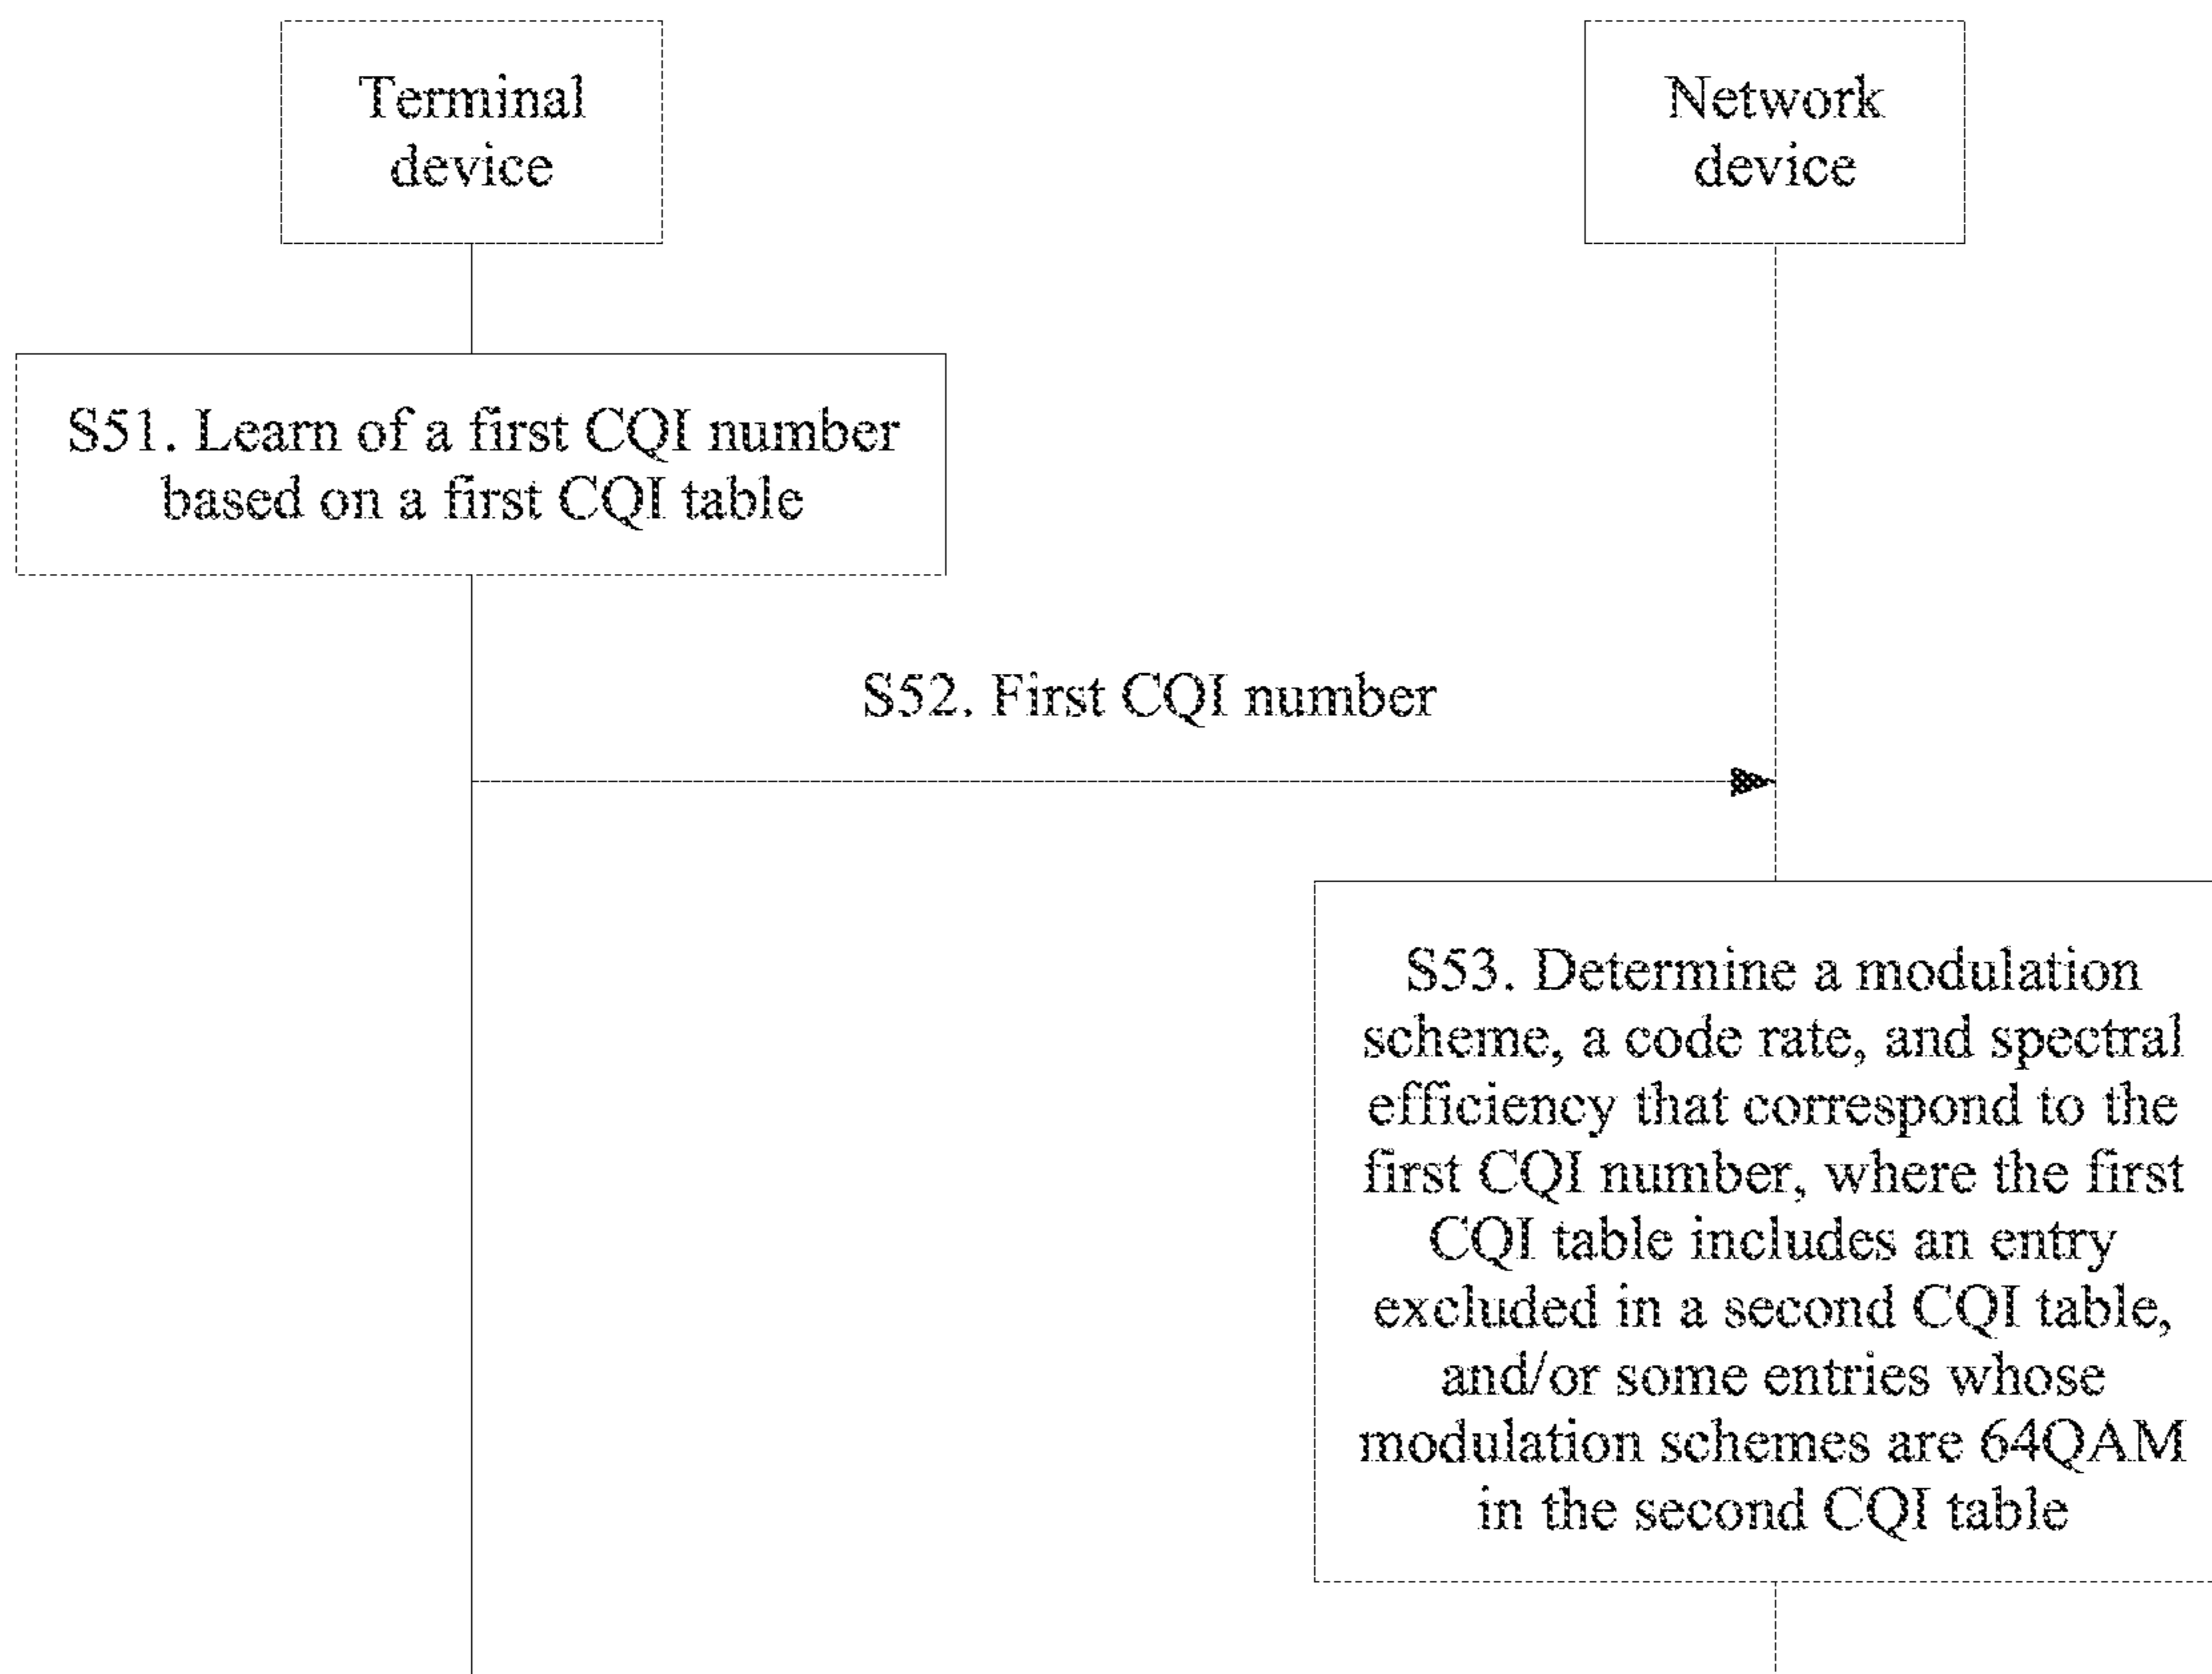 Terminal
device
Network
device
S51. Learn of a first CQI number
based on a first CQI table
S52. First CQI number
S53. Determine a modulation
scheme, a code rate, and spectral
efficiency that correspond to the
first CQI number, where the first
CQI table includes an entry
excluded in a second CQI table,
and/or some entries whose
modulation schemes are 64QAM
in the second CQI table